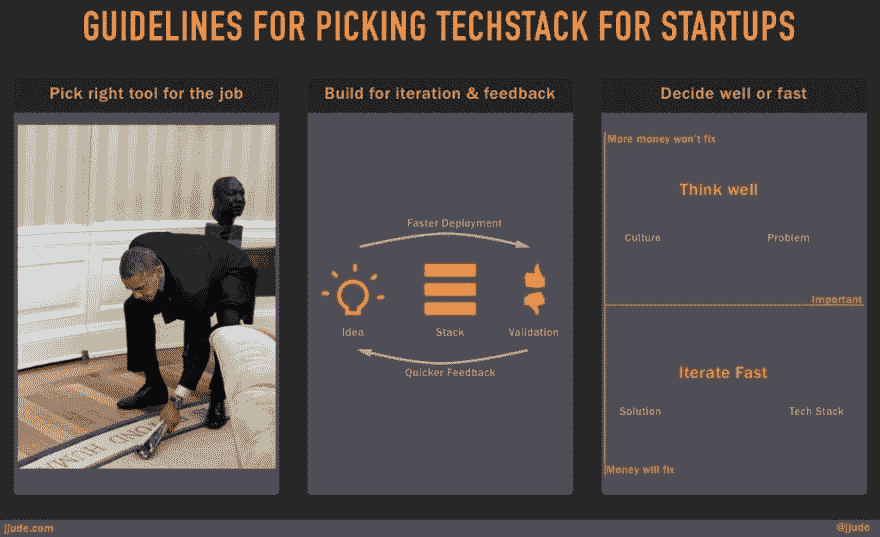 GUIDELINES FOR PICKING TECHSTACK FOR STARTUPS
Pick right tool for the job
Build for iteration & feedback
Faster Deployment
Idea
Stack
Validation
Quicker Feedback
Decide well or fast
More money won't fix
Think well
Culture
Problem
Important
Iterate Fast
Solution
Tech Stack
Money will fix
jjude.com
@jjude